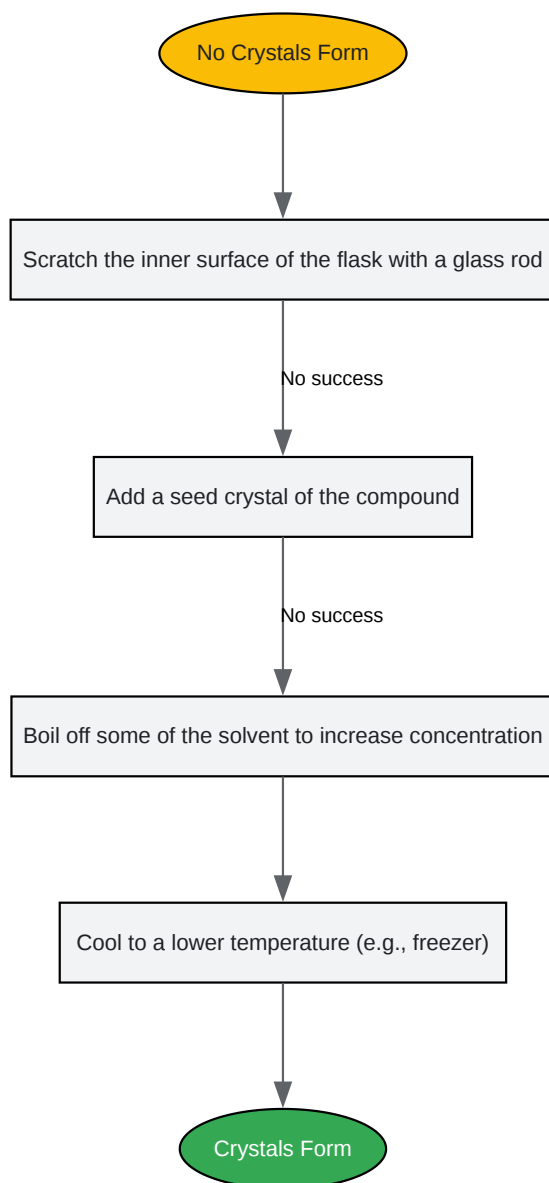 No Crystals Form
Scratch the inner surface of the flask with a glass rod
No success
Add a seed crystal of the compound
No success
Boil off some of the solvent to increase concentration
Cool to a lower temperature (e.g., freezer)
Crystals Form